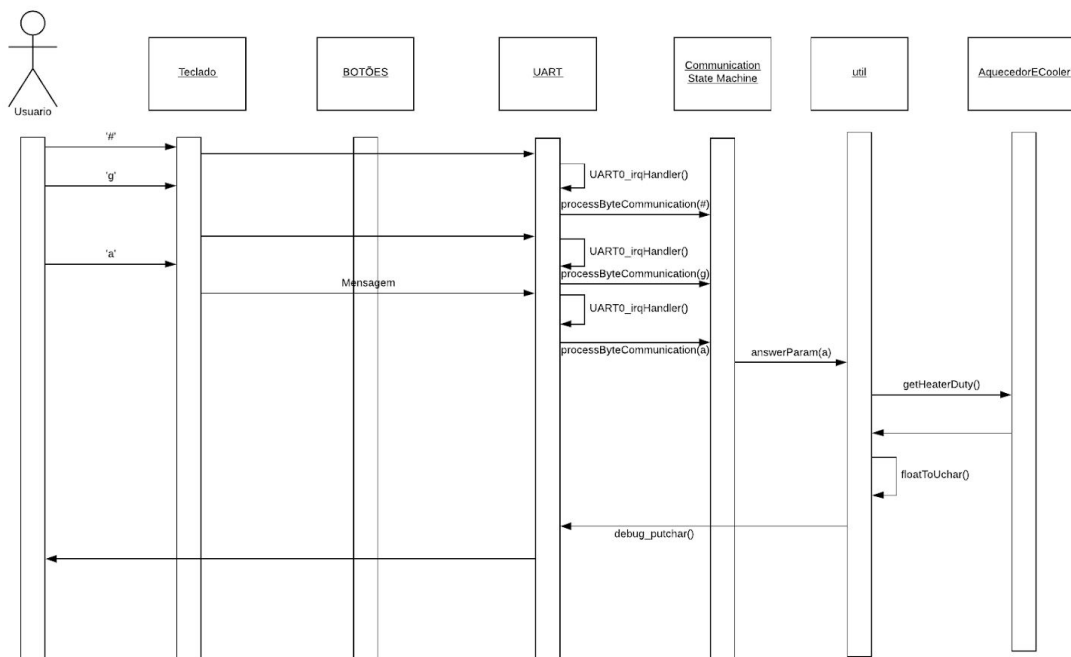 Usuario
Teclado
BOTÕES
UART
Communication
State Machine
util
AquecedorECooler
'#'
UART0_irqHandler()
'g'
processByteCommunication(#)
'a'
UART0_irqHandler()
processByteCommunication(g)
Mensagem
UART0_irqHandler()
processByteCommunication(a)
answerParam(a)
getHeaterDuty()
floatToUchar()
debug_putchar()